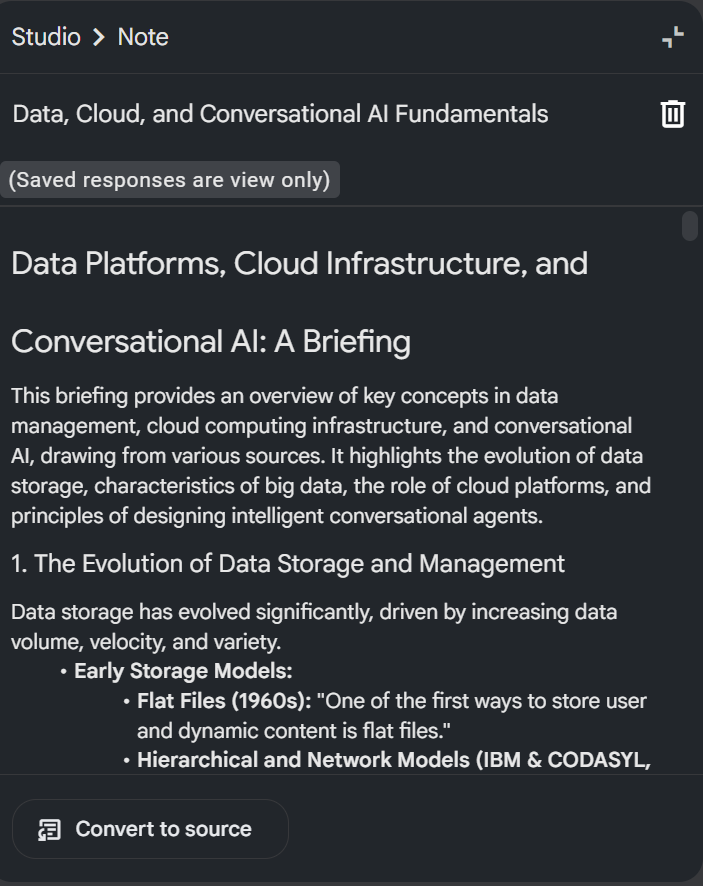 Studio > Note
Data, Cloud, and Conversational AI Fundamentals
(Saved responses are view only)
Data Platforms, Cloud Infrastructure, and
Conversational AI: A Briefing
This briefing provides an overview of key concepts in data
management, cloud computing infrastructure, and conversational
AI, drawing from various sources. It highlights the evolution of data
storage, characteristics of big data, the role of cloud platforms, and
principles of designing intelligent conversational agents.
1. The Evolution of Data Storage and Management
Data storage has evolved significantly, driven by increasing data
volume, velocity, and variety.
• Early Storage Models:
• Flat Files (1960s): "One of the first ways to store user
and dynamic content is flat files."
• Hierarchical and Network Models (IBM & CODASYL,
Convert to source